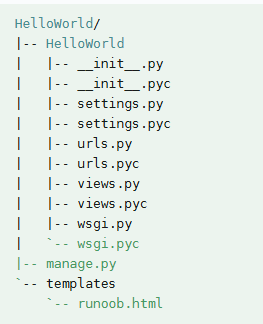 HelloWorld/
|-- HelloWorld
|   |-- __init__.py
|   |-- __init__.pyc
|   |-- settings.py
|   |-- settings.pyc
|   |-- urls.py
|   |-- urls.pyc
|   |-- views.py
|   |-- views.pyc
|   |-- wsgi.py
|   `-- wsgi.pyc
|-- manage.py
`-- templates
    `-- runoob.html